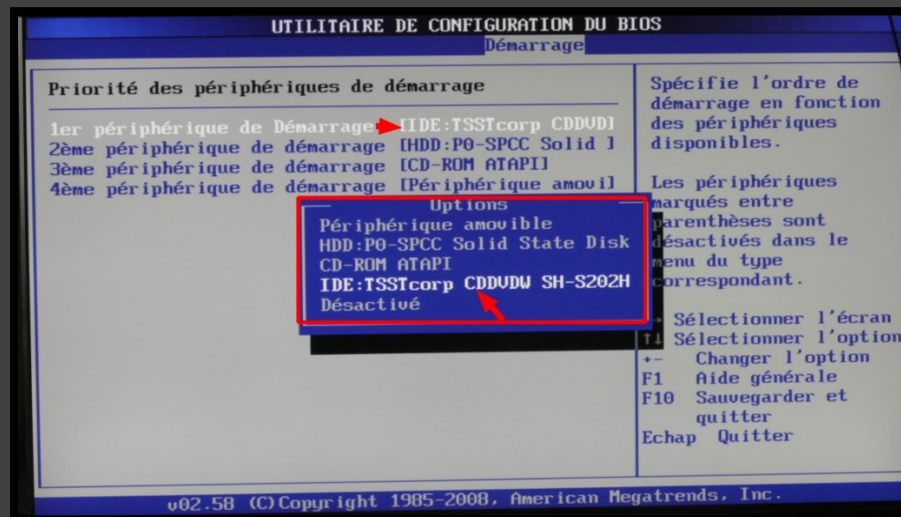 UTILITAIRE DE CONFIGURATION DU BIOS
Démarrage
Priorité des périphériques de démarrage
1er périphérique de Démarrage [IDE:TSSTcorp CDDVD]
2ème périphérique de démarrage [HDD:P0-SPCC Solid ]
3ème périphérique de démarrage [CD-ROM ATAPI]
4ème périphérique de démarrage [Périphérique amovi]
Options
Périphérique amovible
HDD:P0-SPCC Solid State Disk
CD-ROM ATAPI
IDE:TSSTcorp CDDVDW SH-S202H
Désactivé
Spécifie l'ordre de
démarrage en fonction
des périphériques
disponibles.
Les périphériques
marqués entre
parenthèses sont
désactivés dans le
menu du type
correspondant.
Sélectionner l'écran
↑↓ Sélectionner l'option
+- Changer l'option
F1 Aide générale
F10 Sauvegarder et
quitter
Echap Quitter
v02.58 (C)Copyright 1985-2008, American Megatrends, Inc.